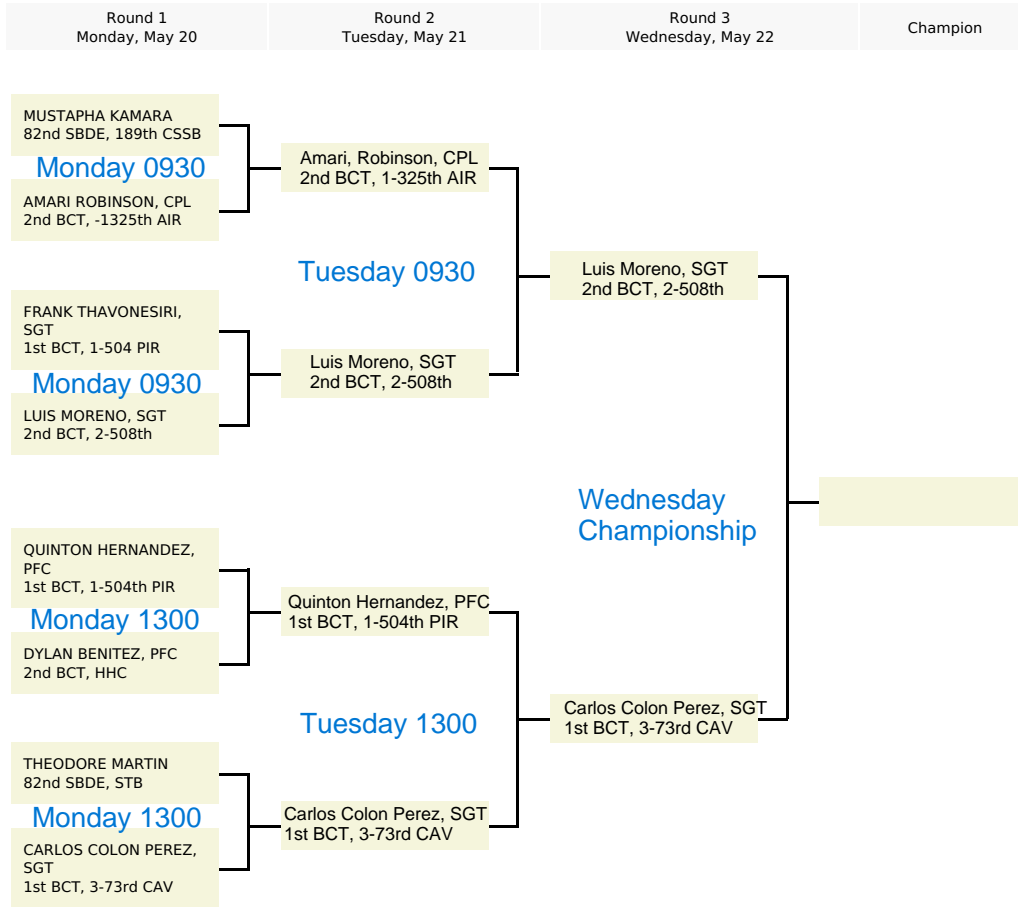 Round 1
Monday, May 20
Round 2
Tuesday, May 21
Round 3
Wednesday, May 22
Champion
MUSTAPHA KAMARA
82nd SBDE, 189th CSSB
Monday 0930
AMARI ROBINSON, CPL
2nd BCT, -1325th AIR
FRANK THAVONESIRI,
SGT
1st BCT, 1-504 PIR
Monday 0930
LUIS MORENO, SGT
2nd BCT, 2-508th
QUINTON HERNANDEZ,
PFC
1st BCT, 1-504th PIR
Monday 1300
DYLAN BENITEZ, PFC
2nd BCT, HHC
THEODORE MARTIN
82nd SBDE, STB
Monday 1300
CARLOS COLON PEREZ,
SGT
1st BCT, 3-73rd CAV
Amari, Robinson, CPL
2nd BCT, 1-325th AIR
Tuesday 0930
Luis Moreno, SGT
2nd BCT, 2-508th
Quinton Hernandez, PFC
1st BCT, 1-504th PIR
Tuesday 1300
Carlos Colon Perez, SGT
1st BCT, 3-73rd CAV
Luis Moreno, SGT
2nd BCT, 2-508th
Wednesday
Championship
Carlos Colon Perez, SGT
1st BCT, 3-73rd CAV